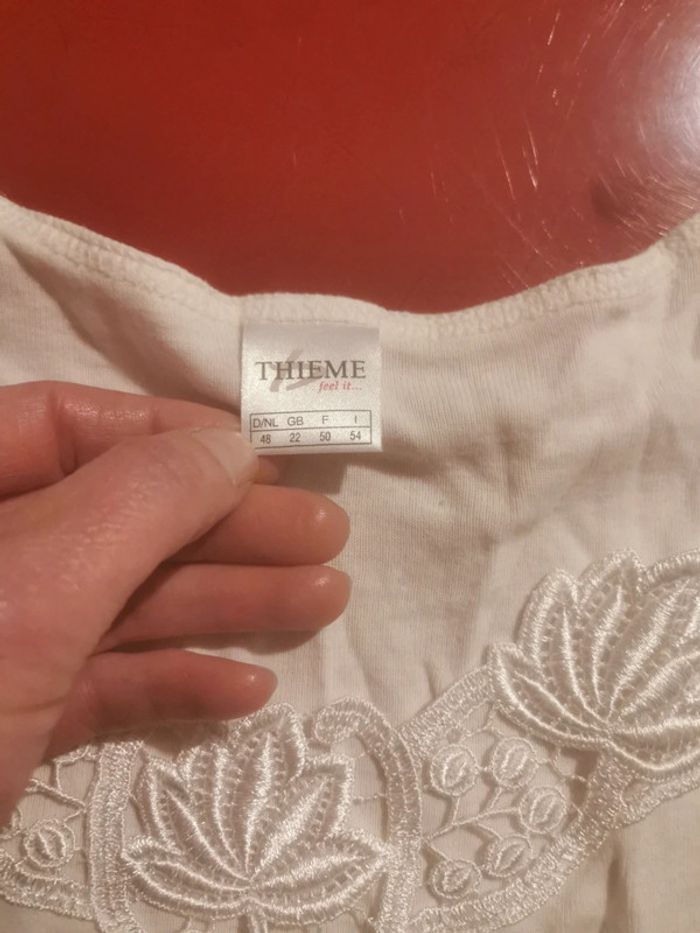 THIEME
feel it...
D/NL GB F I
48 22 50 54